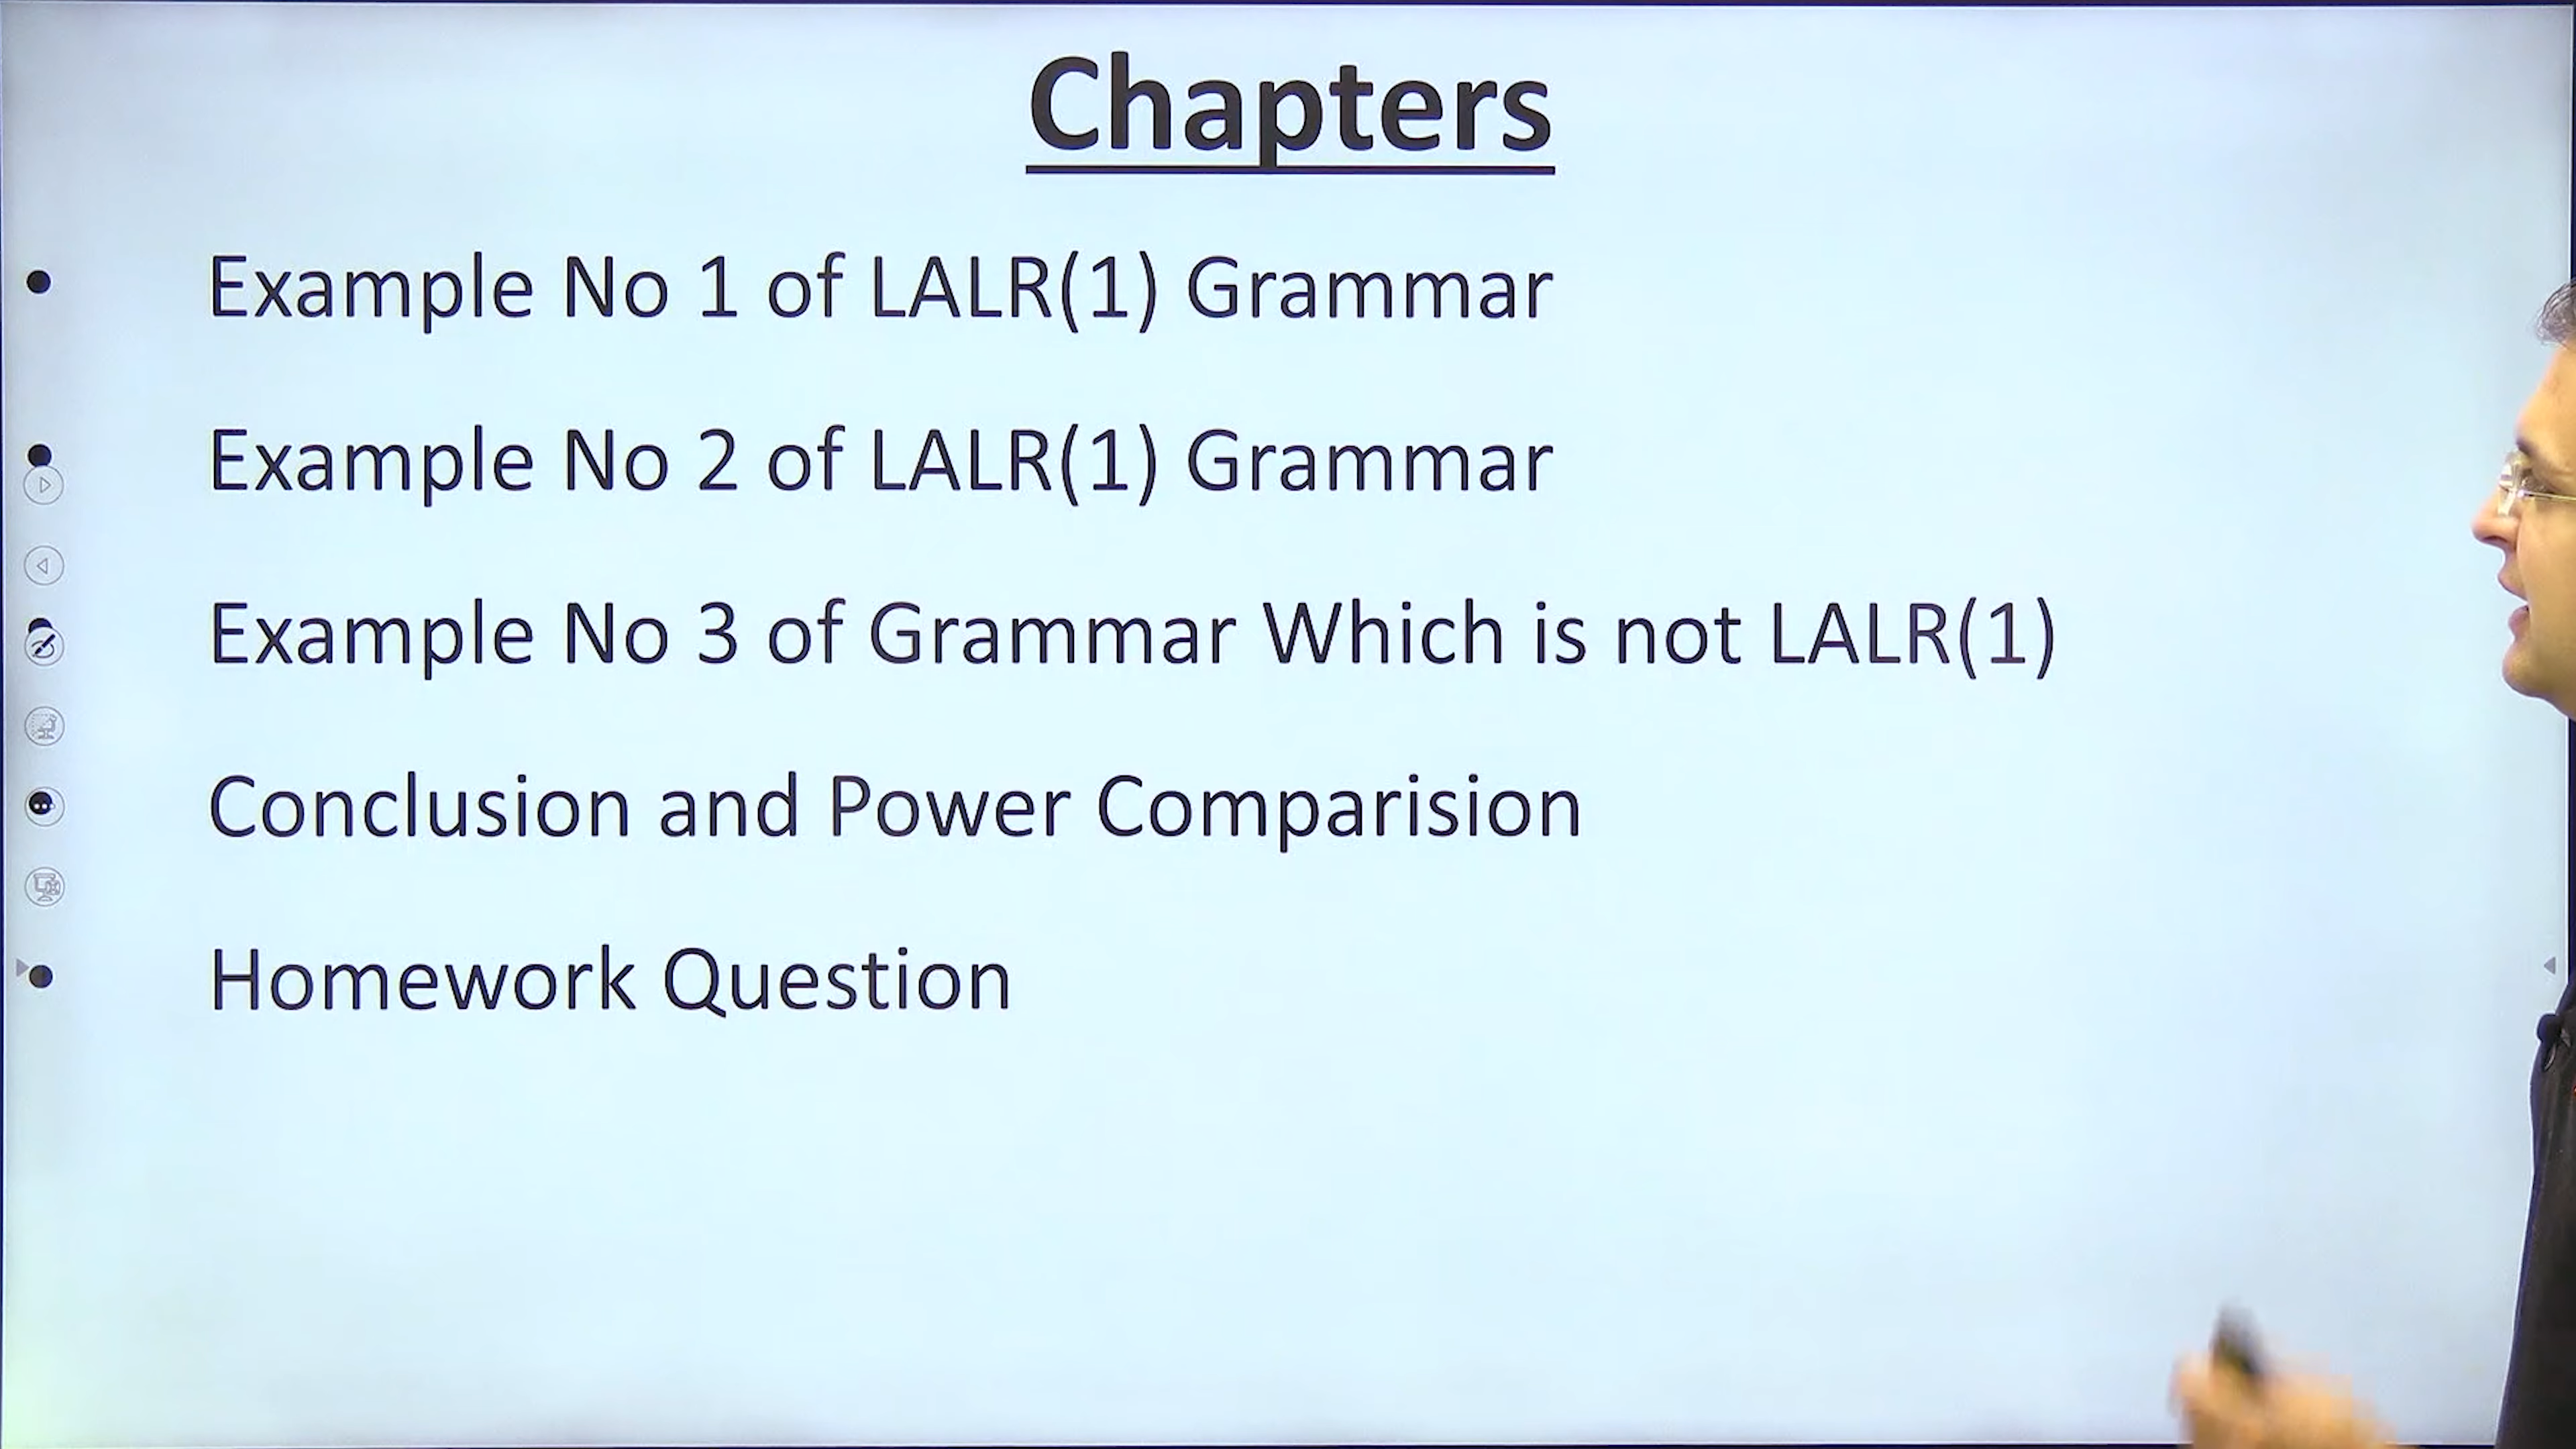 Chapters
• Example No 1 of LALR(1) Grammar
• Example No 2 of LALR(1) Grammar
• Example No 3 of Grammar Which is not LALR(1)
• Conclusion and Power Comparision
• Homework Question